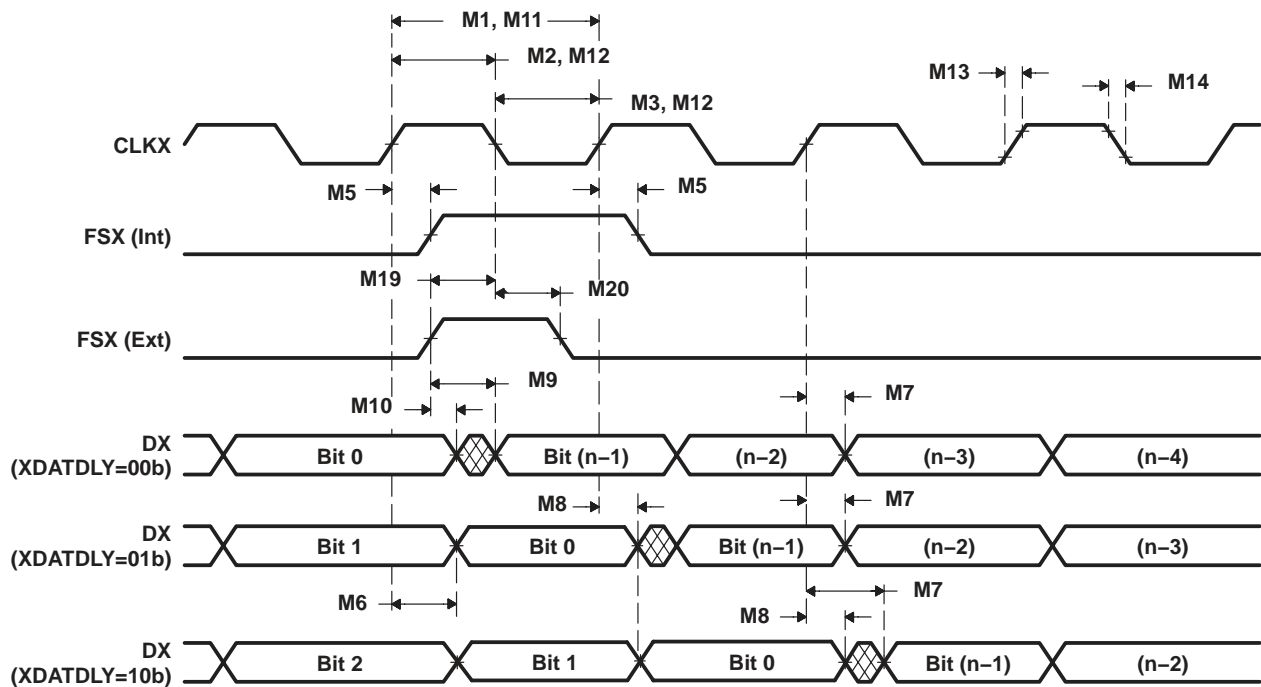 M1, M11
M2, M12
M13
M14
M3, M12
CLKX
M5
M5
FSX (Int)
M19
M20
FSX (Ext)
M9
M10
M7
DX
(XDATDLY=00b)
Bit 0
Bit (n−1)
(n−2)
(n−3)
(n−4)
M8
M7
DX
(XDATDLY=01b)
Bit 1
Bit 0
Bit (n−1)
(n−2)
(n−3)
M6
M7
M8
DX
(XDATDLY=10b)
Bit 2
Bit 1
Bit 0
Bit (n−1)
(n−2)